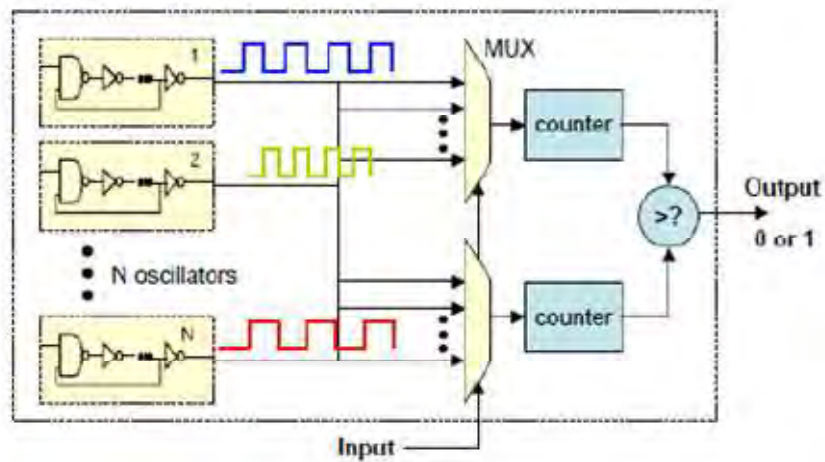 1
MUX
counter
2
>?
Output
0 or 1
N oscillators
N
counter
Input